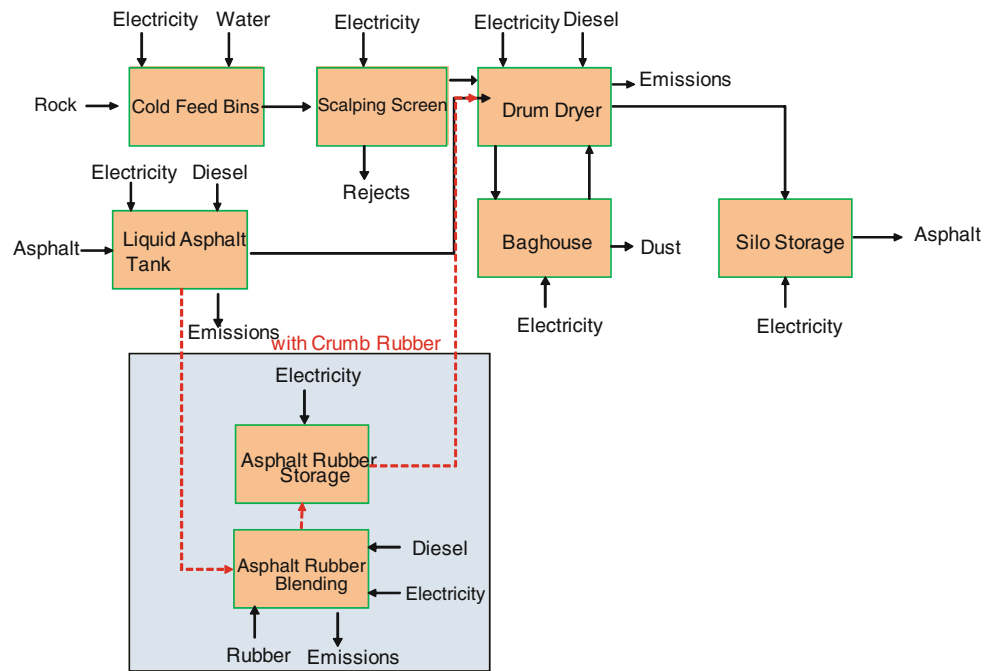 Electricity
Water
Electricity
Electricity
Diesel
Rock
Cold Feed Bins
Scalping Screen
Drum Dryer
Emissions
Rejects
Electricity
Diesel
Asphalt
Liquid Asphalt
Tank
Baghouse
Dust
Silo Storage
Asphalt
Emissions
Electricity
Electricity
with Crumb Rubber
Electricity
Asphalt Rubber
Storage
Asphalt Rubber
Blending
Diesel
Electricity
Rubber
Emissions